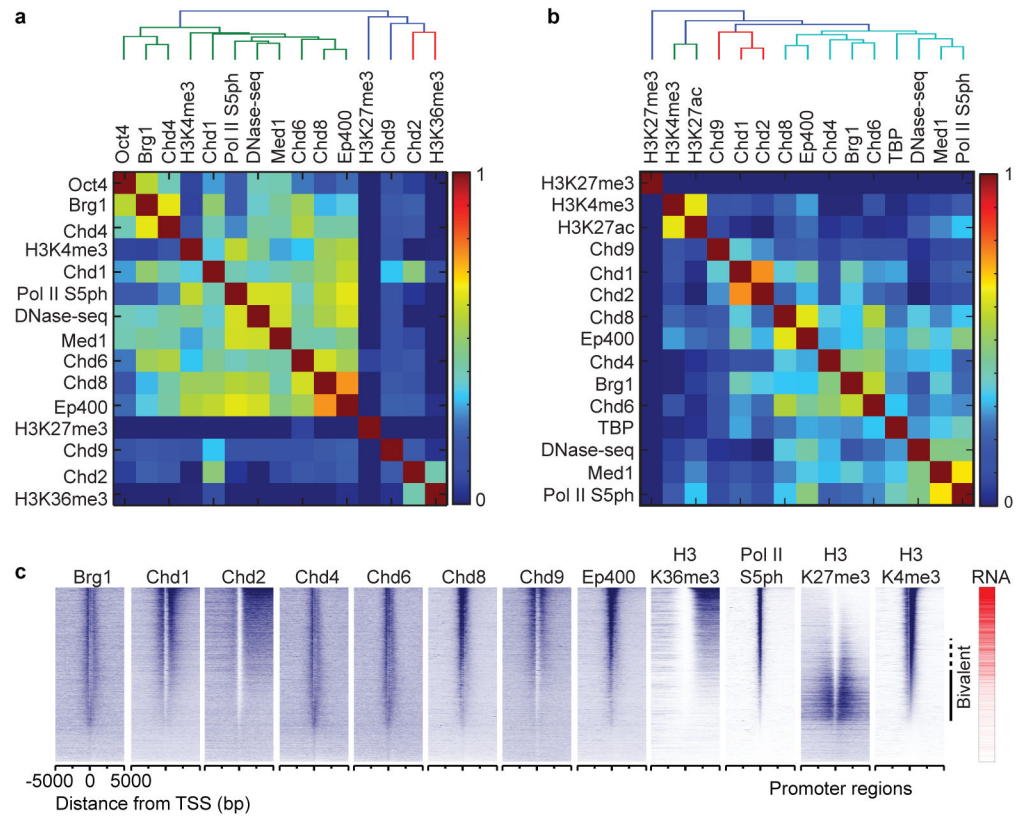 a
Oct4
Brg1
Chd4
H3K4me3
Chd1
Pol II S5ph
DNase-seq
Med1
Chd6
Chd8
Ep400
H3K27me3
Chd9
Chd2
H3K36me3
Oct4
Brg1
Chd4
H3K4me3
Chd1
Pol II S5ph
DNase-seq
Med1
Chd6
Chd8
Ep400
H3K27me3
Chd9
Chd2
H3K36me3
1
0
b
H3K27me3
H3K4me3
H3K27ac
Chd9
Chd1
Chd2
Chd8
Ep400
Chd4
Brg1
Chd6
TBP
DNase-seq
Med1
Pol II S5ph
H3K27me3
H3K4me3
H3K27ac
Chd9
Chd1
Chd2
Chd8
Ep400
Chd4
Brg1
Chd6
TBP
DNase-seq
Med1
Pol II S5ph
1
0
c
Brg1
Chd1
Chd2
Chd4
Chd6
Chd8
Chd9
Ep400
H3
K36me3
Pol II
S5ph
H3
K27me3
H3
K4me3
RNA
Bivalent
-5000 0 5000
Distance from TSS (bp)
Promoter regions